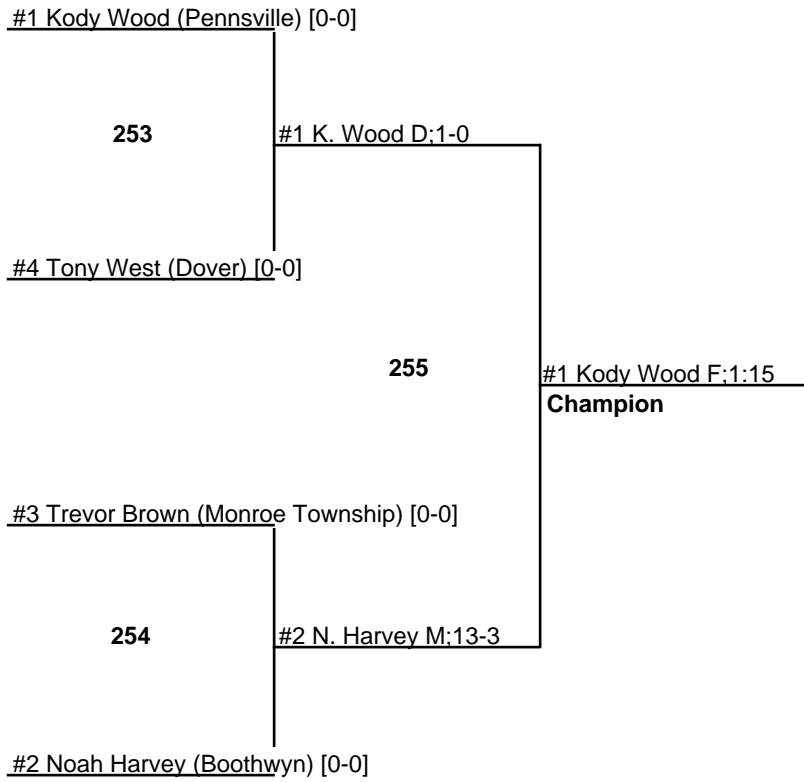 #1 Kody Wood (Pennsville) [0-0]
253
#1 K. Wood D;1-0
#4 Tony West (Dover) [0-0]
255
#1 Kody Wood F;1:15
Champion
#3 Trevor Brown (Monroe Township) [0-0]
254
#2 N. Harvey M;13-3
#2 Noah Harvey (Boothwyn) [0-0]